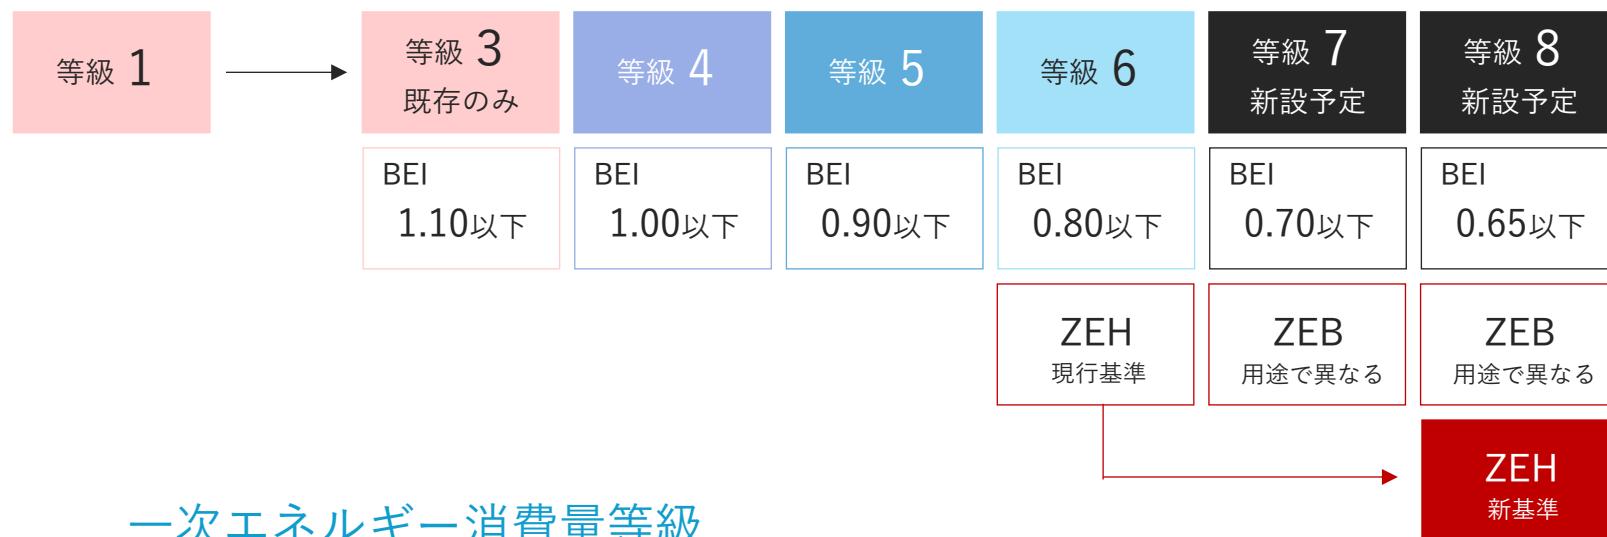 等級 1
等級 3
既存のみ
等級 4
等級 5
等級 6
等級 7
新設予定
等級 8
新設予定
BEI
1.10以下
BEI
1.00以下
BEI
0.90以下
BEI
0.80以下
BEI
0.70以下
BEI
0.65以下
ZEH
現行基準
ZEB
用途で異なる
ZEB
用途で異なる
ZEH
新基準
一次エネルギー消費量等級